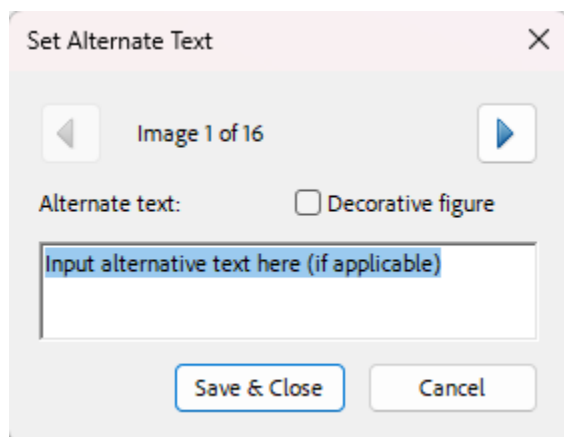 Set Alternate Text
Image 1 of 16
Alternate text:
Decorative figure
Input alternative text here (if applicable)
Save & Close
Cancel